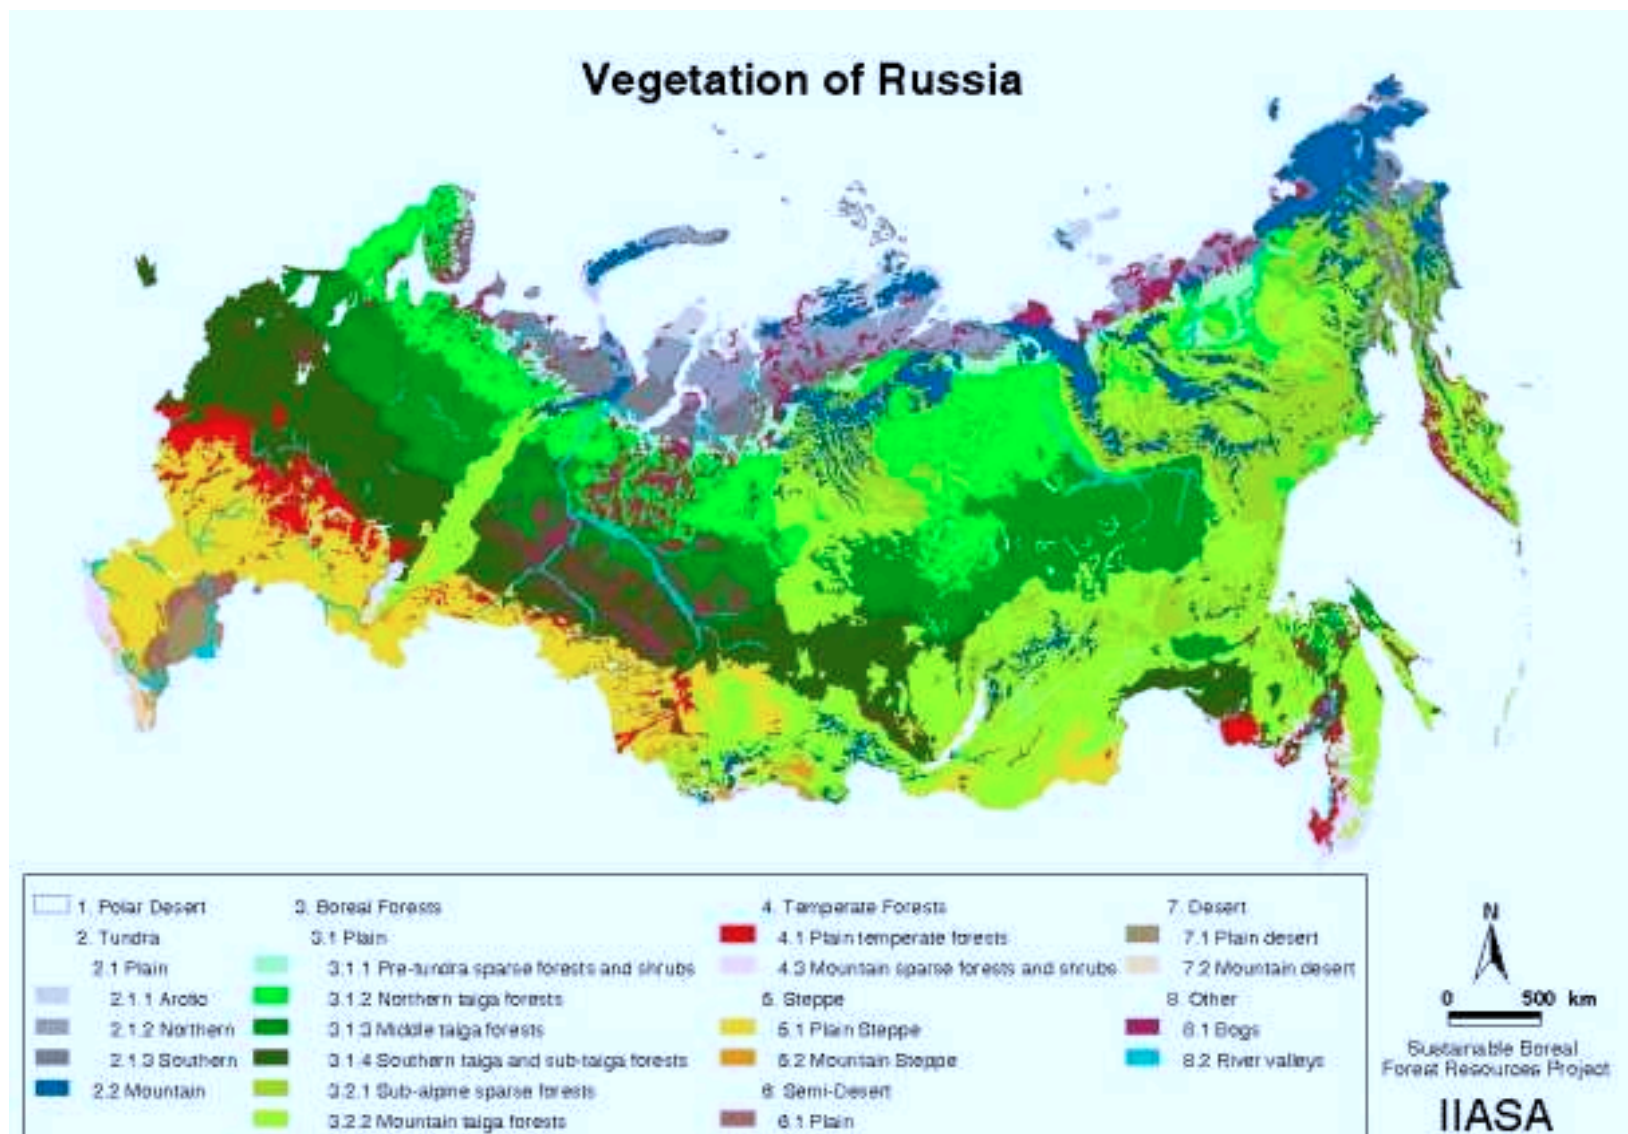 Vegetation of Russia
1. Polar Desert
2. Tundra
2.1 Plain
2.1.1 Arctic
2.1.2 Northern
2.1.3 Southern
2.2 Mountain
3. Boreal Forests
3.1 Plain
3.1.1 Pre-tundra sparse forests and shrubs
3.1.2 Northern taiga forests
3.1.3 Middle taiga forests
3.1.4 Southern taiga and sub-taiga forests
3.2.1 Sub-alpine sparse forests
3.2.2 Mountain taiga forests
4. Temperate Forests
4.1 Plain temperate forests
4.3 Mountain sparse forests and shrubs
5. Steppe
5.1 Plain Steppe
5.2 Mountain Steppe
6. Semi-Desert
6.1 Plain
7. Desert
7.1 Plain desert
7.2 Mountain desert
8. Other
8.1 Bogs
8.2 River valleys
N
0 500 km
Sustainable Boreal
Forest Resources Project
IIASA